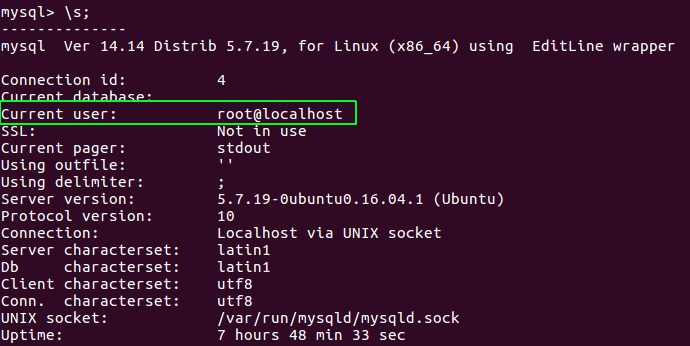 mysql> \s;
--------------
mysql  Ver 14.14 Distrib 5.7.19, for Linux (x86_64) using  EditLine wrapper
Connection id:          4
Current database:
Current user:           root@localhost
SSL:                    Not in use
Current pager:          stdout
Using outfile:          ''
Using delimiter:        ;
Server version:         5.7.19-0ubuntu0.16.04.1 (Ubuntu)
Protocol version:       10
Connection:             Localhost via UNIX socket
Server characterset:    latin1
Db     characterset:    latin1
Client characterset:    utf8
Conn.  characterset:    utf8
UNIX socket:            /var/run/mysqld/mysqld.sock
Uptime:                 7 hours 48 min 33 sec